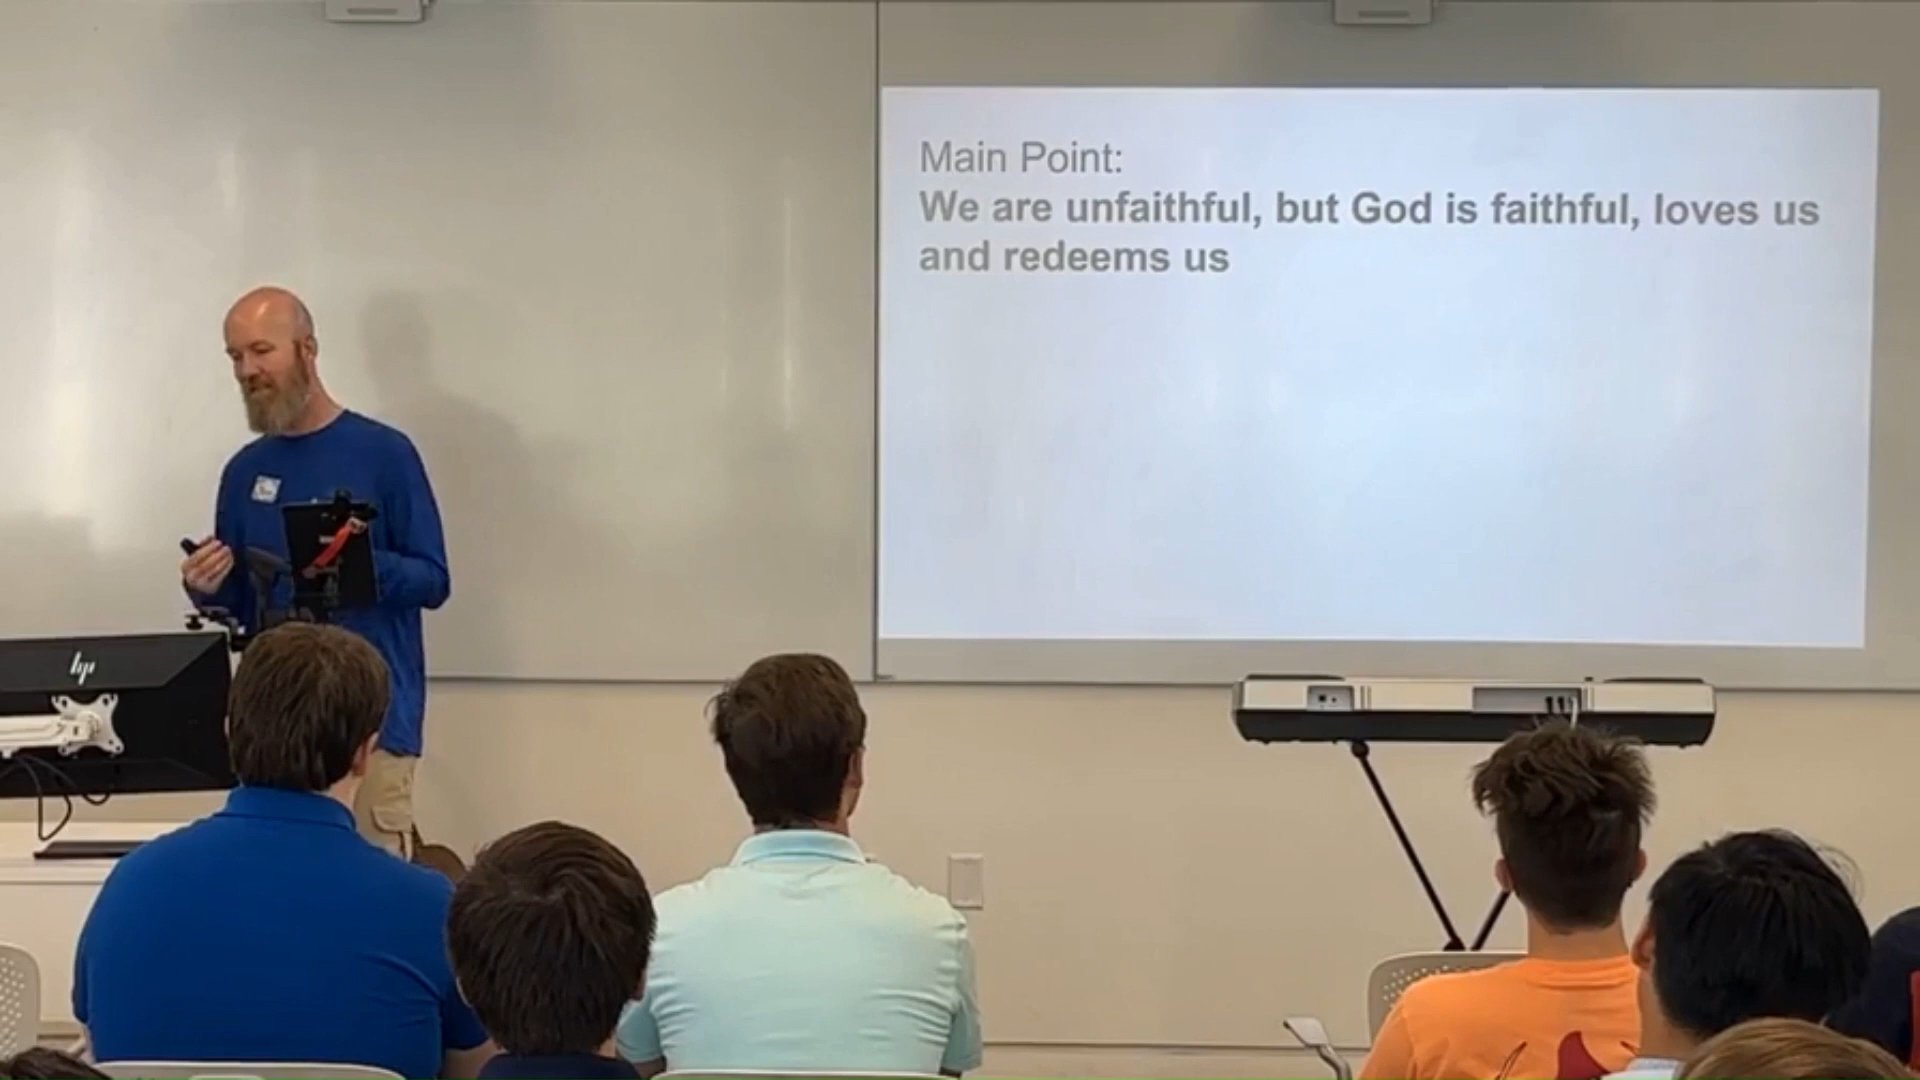 Main Point:
We are unfaithful, but God is faithful, loves us
and redeems us
hp